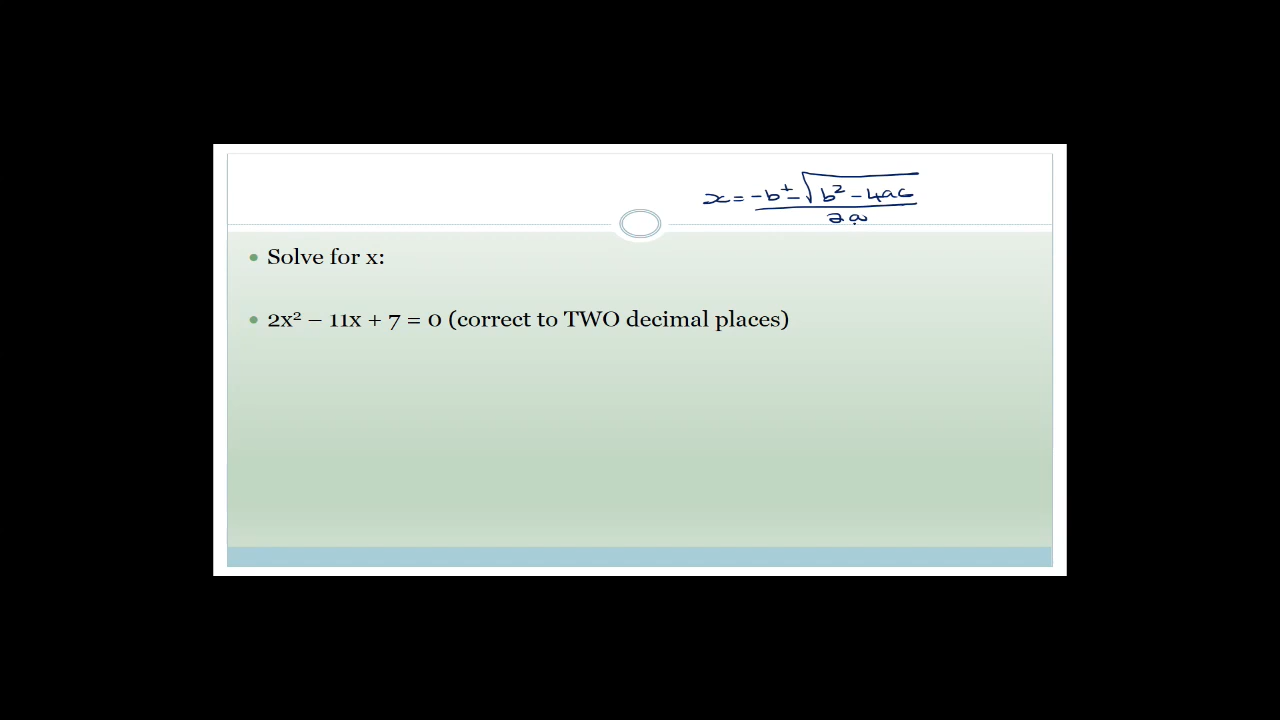 x = -b ± √b² - 4ac
2a
Solve for x:
2x² – 11x + 7 = 0 (correct to TWO decimal places)